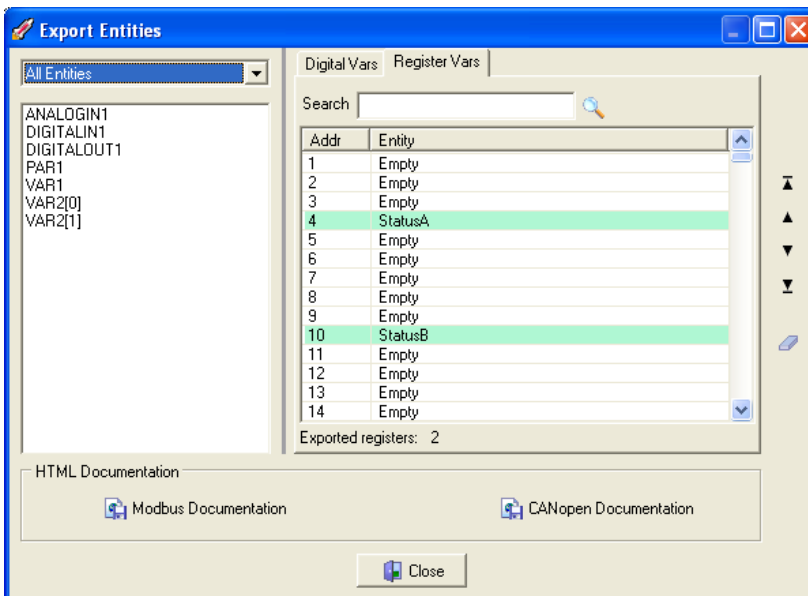 Export Entities
All Entities
ANALOGIN1
DIGITALIN1
DIGITALOUT1
PAR1
VAR1
VAR2[0]
VAR2[1]
Digital Vars Register Vars
Search
Addr Entity
1 Empty
2 Empty
3 Empty
4 StatusA
5 Empty
6 Empty
7 Empty
8 Empty
9 Empty
10 StatusB
11 Empty
12 Empty
13 Empty
14 Empty
Exported registers: 2
HTML Documentation
Modbus Documentation CANopen Documentation
Close